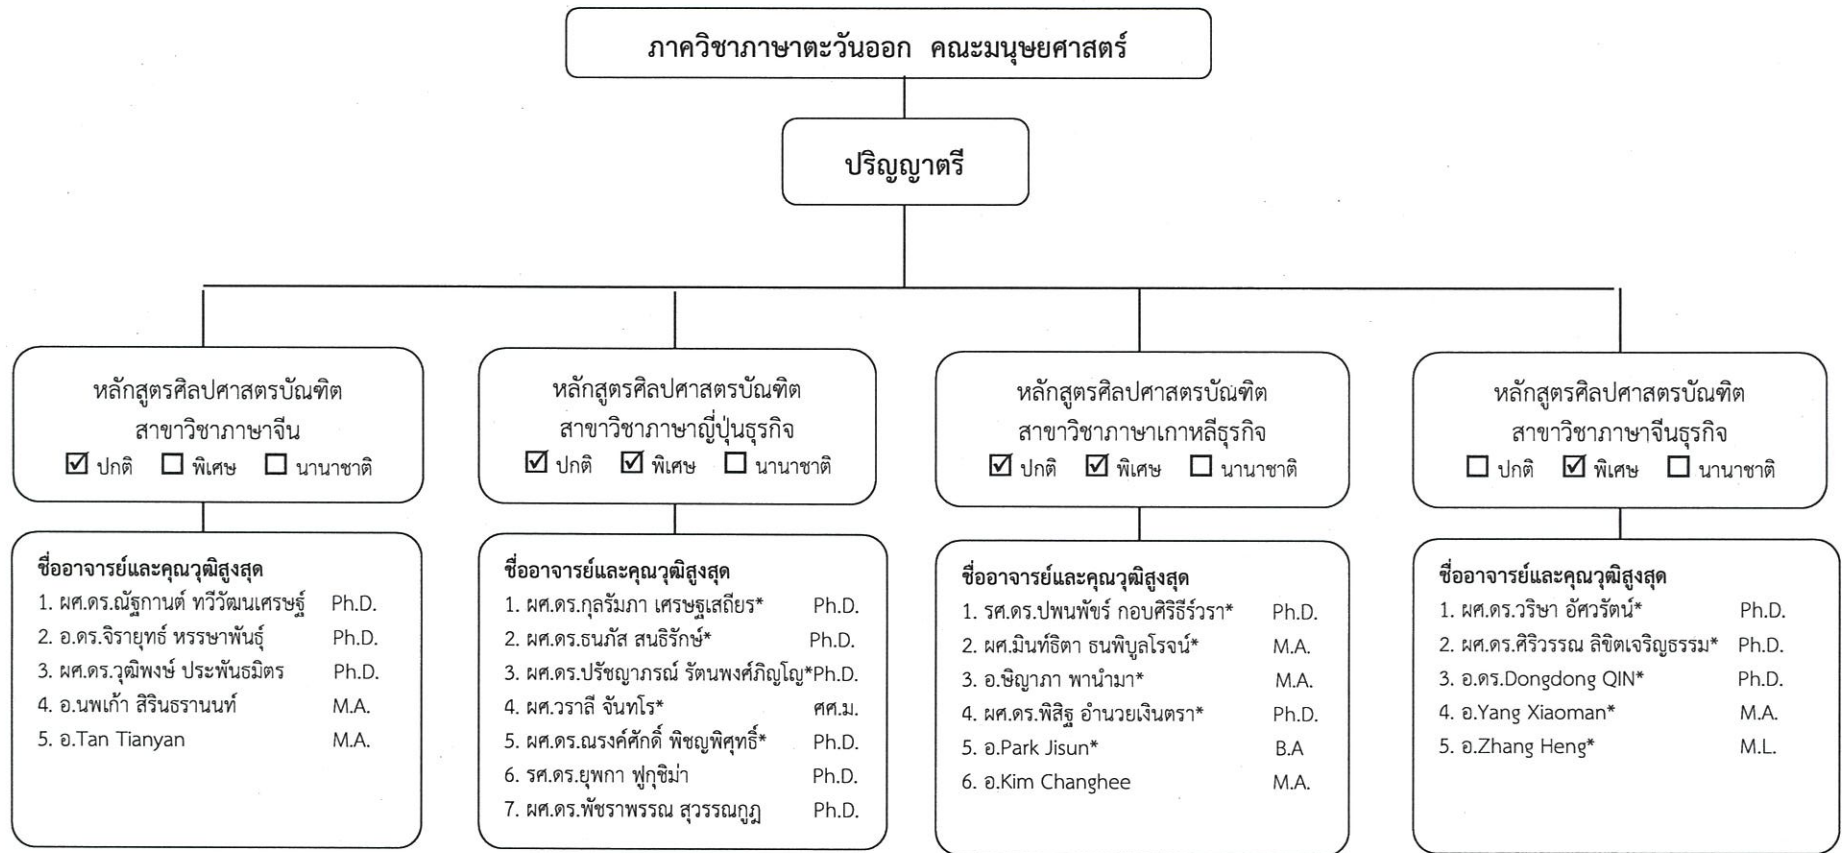 ภาควิชาภาษาตะวันออก คณะมนุษยศาสตร์
ปริญญาตรี
หลักสูตรศิลปศาสตรบัณฑิต
สาขาวิชาภาษาจีน
☑ ปกติ ☐ พิเศษ ☐ นานาชาติ
ชื่ออาจารย์และคุณวุฒิสูงสุด
1. ผศ.ดร.ณัฐกานต์ ทวีวัฒนเศรษฐ์ Ph.D.
2. อ.ดร.จิรายุทธ์ หรรษาพันธุ์ Ph.D.
3. ผศ.ดร.วุฒิพงษ์ ประพันธมิตร Ph.D.
4. อ.นพเก้า สิรินธรานนท์ M.A.
5. อ.Tan Tianyan M.A.
หลักสูตรศิลปศาสตรบัณฑิต
สาขาวิชาภาษาญี่ปุ่นธุรกิจ
☑ ปกติ ☑ พิเศษ ☐ นานาชาติ
ชื่ออาจารย์และคุณวุฒิสูงสุด
1. ผศ.ดร.กุลรัมภา เศรษฐเสถียร* Ph.D.
2. ผศ.ดร.ธนภัส สนธิรักษ์* Ph.D.
3. ผศ.ดร.ปรัชญาภรณ์ รัตนพงศ์ภิญโญ*Ph.D.
4. ผศ.วราลี จันทโร* ศศ.ม.
5. ผศ.ดร.ณรงค์ศักดิ์ พิชญพิศุทธิ์* Ph.D.
6. รศ.ดร.ยุพกา ฟูกุชิม่า Ph.D.
7. ผศ.ดร.พัชราพรรณ สุวรรณกูฎ Ph.D.
หลักสูตรศิลปศาสตรบัณฑิต
สาขาวิชาภาษาเกาหลีธุรกิจ
☑ ปกติ ☑ พิเศษ ☐ นานาชาติ
ชื่ออาจารย์และคุณวุฒิสูงสุด
1. รศ.ดร.ปพนพัชร์ กอบศิริธีร์วรา* Ph.D.
2. ผศ.มินท์ธิตา ธนพิบูลโรจน์* M.A.
3. อ.ษิญาภา พานำมา* M.A.
4. ผศ.ดร.พิสิฐ อำนวยเงินตรา* Ph.D.
5. อ.Park Jisun* B.A
6. อ.Kim Changhee M.A.
หลักสูตรศิลปศาสตรบัณฑิต
สาขาวิชาภาษาจีนธุรกิจ
☐ ปกติ ☑ พิเศษ ☐ นานาชาติ
ชื่ออาจารย์และคุณวุฒิสูงสุด
1. ผศ.ดร.วริษา อัศวรัตน์* Ph.D.
2. ผศ.ดร.ศิริวรรณ ลิขิตเจริญธรรม* Ph.D.
3. อ.ดร.Dongdong QIN* Ph.D.
4. อ.Yang Xiaoman* M.A.
5. อ.Zhang Heng* M.L.